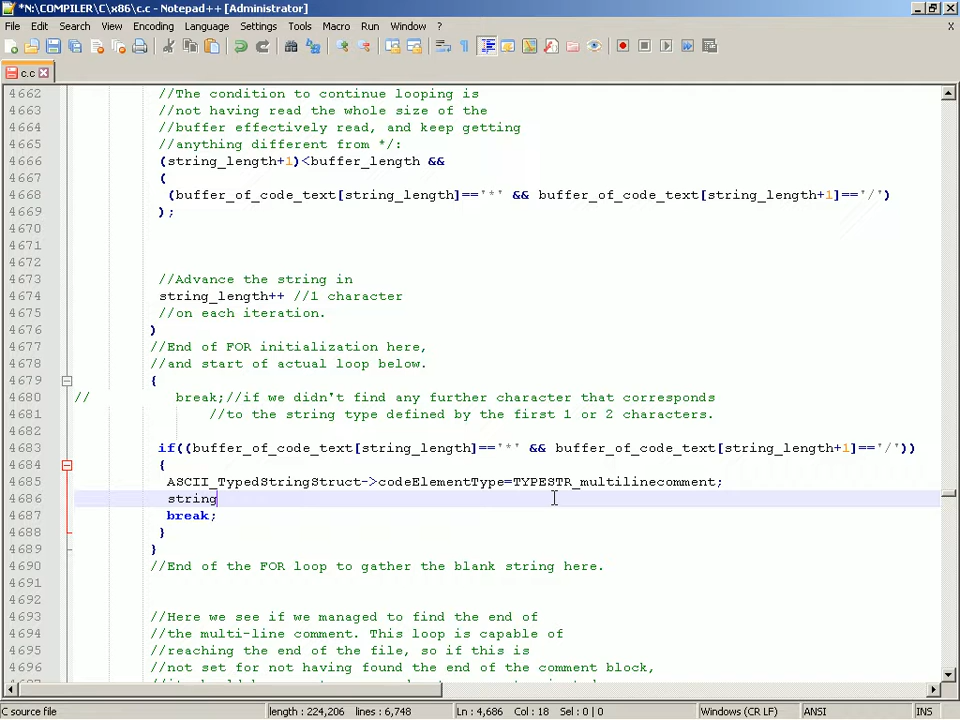 *N:\COMPILER\C\x86\c.c - Notepad++ [Administrator]
File Edit Search View Encoding Language Settings Tools Macro Run Window ? X
c.c
4662 //The condition to continue looping is
4663 //not having read the whole size of the
4664 //buffer effectively read, and keep getting
4665 //anything different from */:
4666 (string_length+1)<buffer_length &&
4667 (
4668 (buffer_of_code_text[string_length]=='*' && buffer_of_code_text[string_length+1]=='/')
4669 );
4670
4671
4672
4673 //Advance the string in
4674 string_length++ //1 character
4675 //on each iteration.
4676 )
4677 //End of FOR initialization here,
4678 //and start of actual loop below.
4679 {
4680 // break;//if we didn't find any further character that corresponds
4681 //to the string type defined by the first 1 or 2 characters.
4682
4683 if((buffer_of_code_text[string_length]=='*' && buffer_of_code_text[string_length+1]=='/'))
4684 {
4685 ASCII_TypedStringStruct->codeElementType=TYPESTR_multilinecomment;
4686 string
4687 break;
4688 }
4689 }
4690 //End of the FOR loop to gather the blank string here.
4691
4692
4693 //Here we see if we managed to find the end of
4694 //the multi-line comment. This loop is capable of
4695 //reaching the end of the file, so if this is
4696 //not set for not having found the end of the comment block,
C source file length : 224,206 lines : 6,748 Ln : 4,686 Col : 18 Sel : 0 | 0 Windows (CR LF) ANSI INS